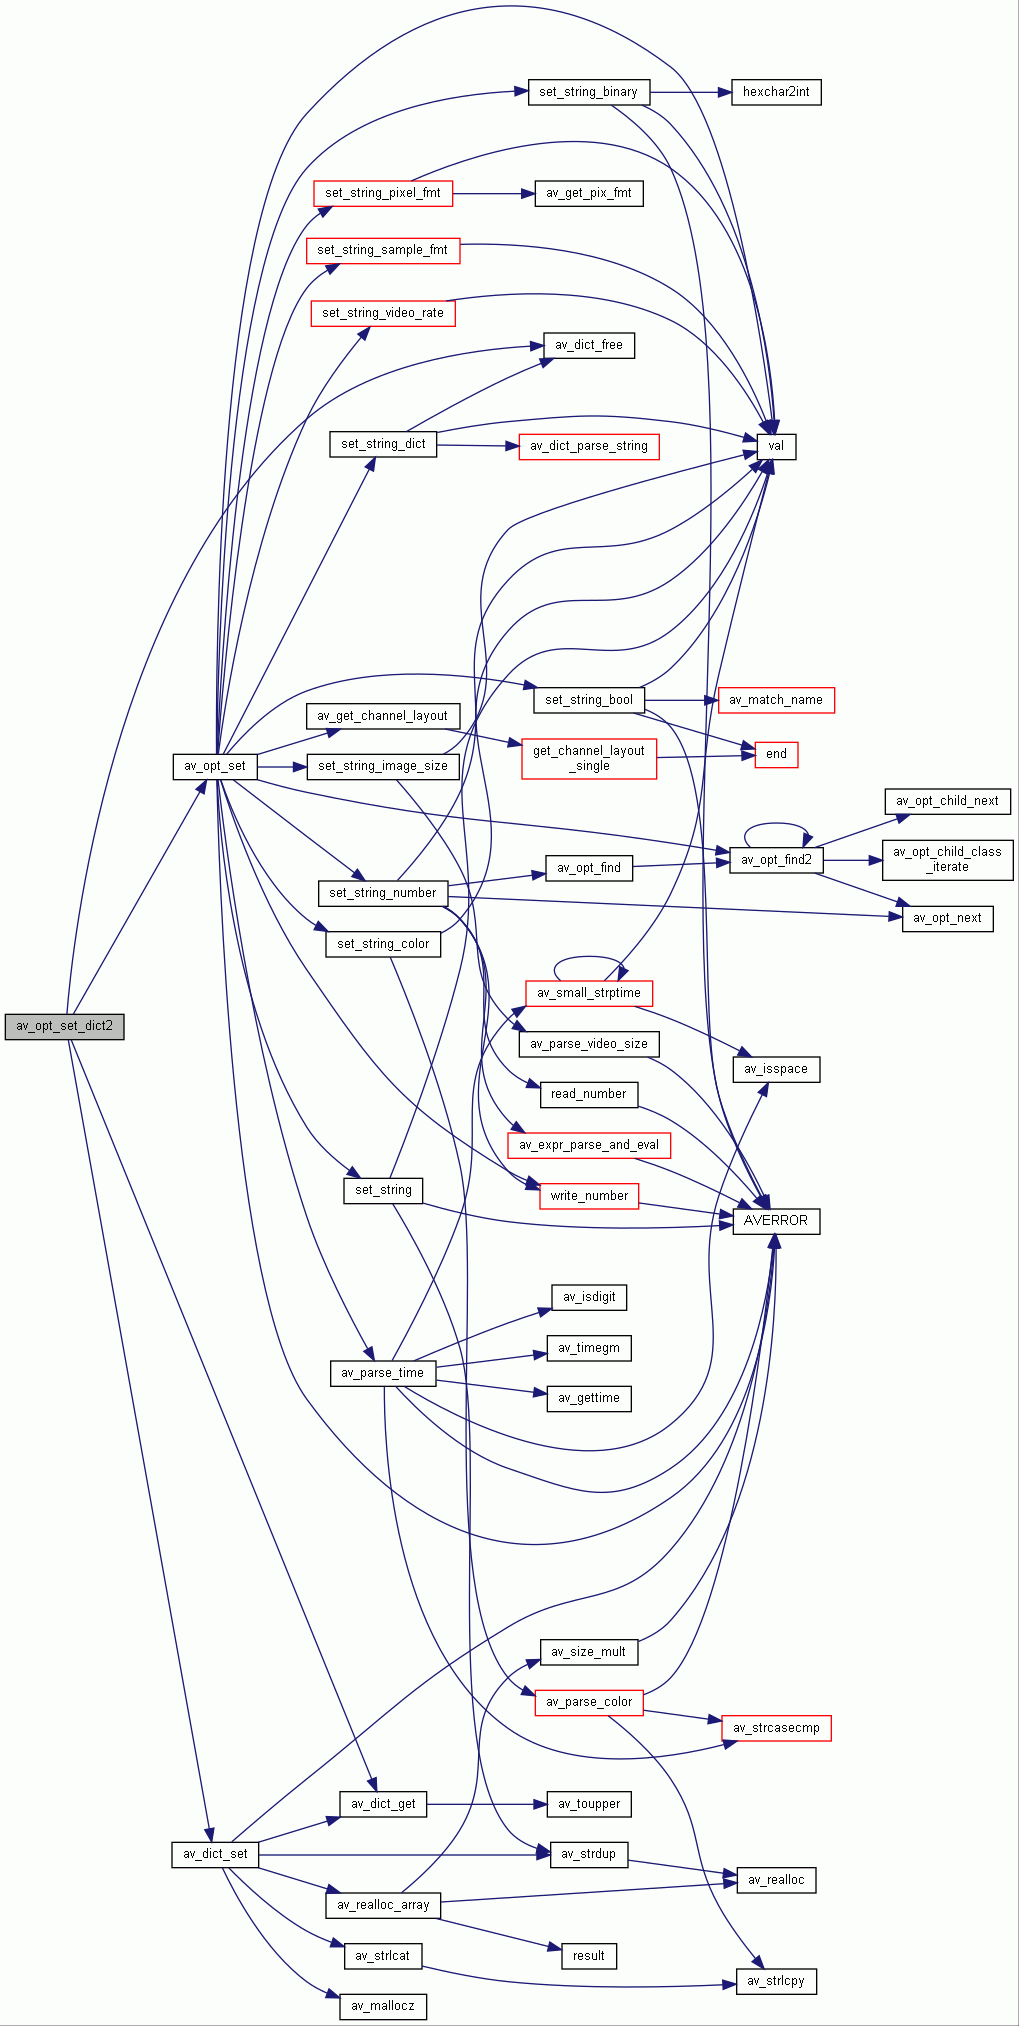 set_string_binary
hexchar2int
set_string_pixel_fmt
av_get_pix_fmt
set_string_sample_fmt
set_string_video_rate
av_dict_free
set_string_dict
av_dict_parse_string
val
set_string_bool
av_match_name
av_get_channel_layout
get_channel_layout
_single
end
av_opt_set
set_string_image_size
av_opt_child_next
av_opt_find2
av_opt_child_class
_iterate
av_opt_find
set_string_number
av_opt_next
set_string_color
av_small_strptime
av_opt_set_dict2
av_parse_video_size
av_isspace
read_number
av_expr_parse_and_eval
set_string
write_number
AVERROR
av_isdigit
av_timegm
av_parse_time
av_gettime
av_size_mult
av_parse_color
av_strcasecmp
av_dict_get
av_toupper
av_dict_set
av_strdup
av_realloc
av_realloc_array
av_strlcat
result
av_strlcpy
av_mallocz